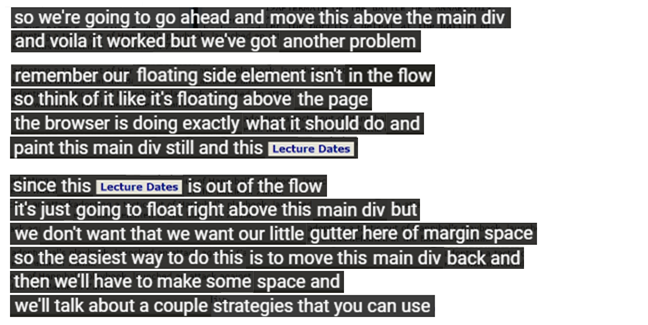 so we're going to go ahead and move this above the main div
and voila it worked but we've got another problem
remember our floating side element isn't in the flow
so think of it like it's floating above the page
the browser is doing exactly what it should do and
paint this main div still and this Lecture Dates
since this Lecture Dates is out of the flow
it's just going to float right above this main div but
we don't want that we want our little gutter here of margin space
so the easiest way to do this is to move this main div back and
then we'll have to make some space and
we'll talk about a couple strategies that you can use